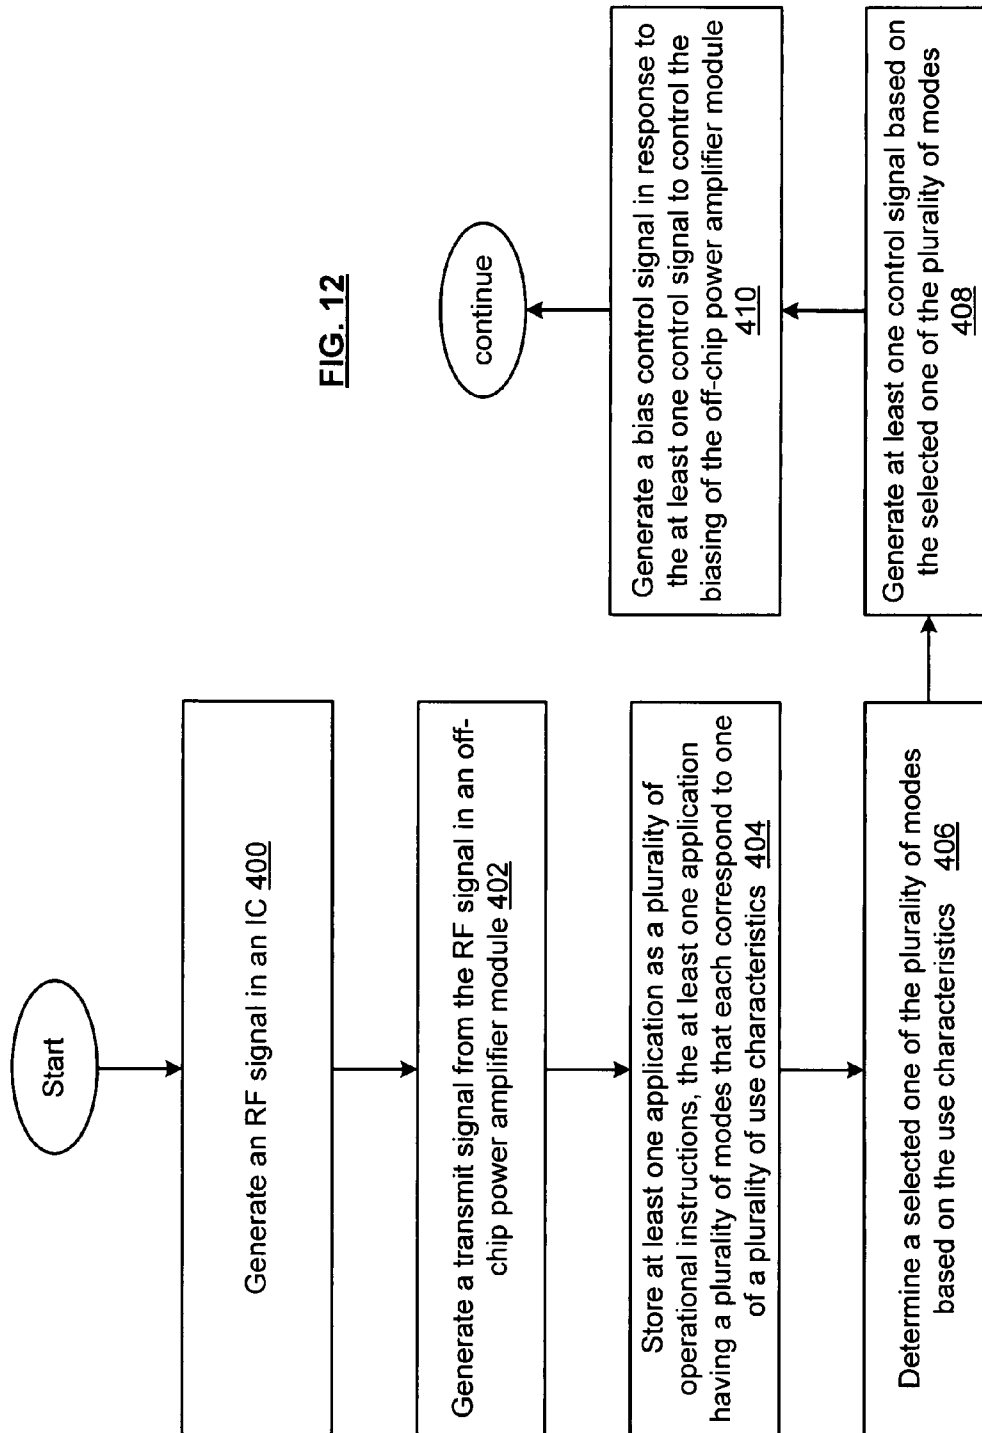 Start
Generate an RF signal in an IC 400
Generate a transmit signal from the RF signal in an off-
chip power amplifier module 402
Store at least one application as a plurality of
operational instructions, the at least one application
having a plurality of modes that each correspond to one
of a plurality of use characteristics 404
Determine a selected one of the plurality of modes
based on the use characteristics 406
Generate at least one control signal based on
the selected one of the plurality of modes
408
Generate a bias control signal in response to
the at least one control signal to control the
biasing of the off-chip power amplifier module
410
continue
FIG. 12